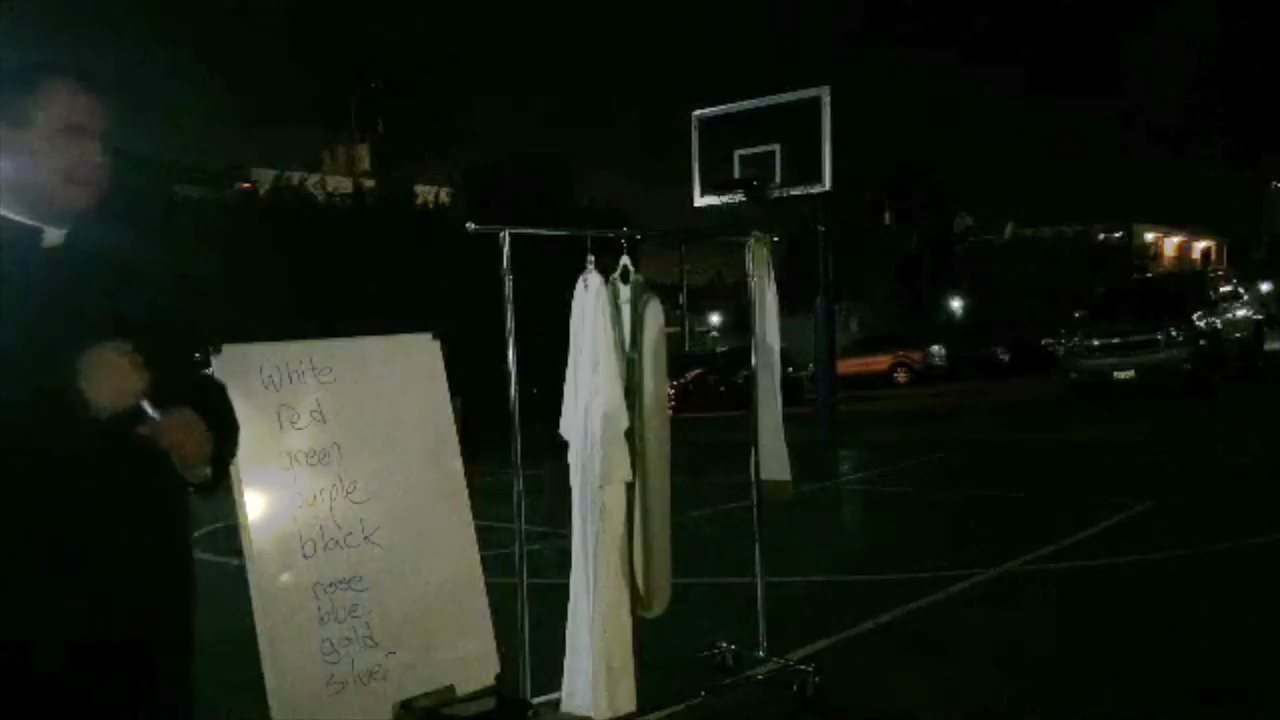 White
red
green
purple
black
rose
blue
gold
silver